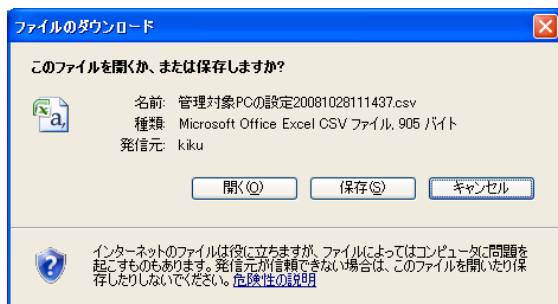 ファイルのダウンロード
このファイルを開くか、または保存しますか?
名前: 管理対象PCの設定20081028111437.csv
種類: Microsoft Office Excel CSV ファイル, 905 バイト
発信元: kiku
開く(O) 保存(S) キャンセル
インターネットのファイルは役に立ちますが、ファイルによってはコンピュータに問題を
起こすものもあります。発信元が信頼できない場合は、このファイルを開いたり保
存したりしないでください。危険性の説明